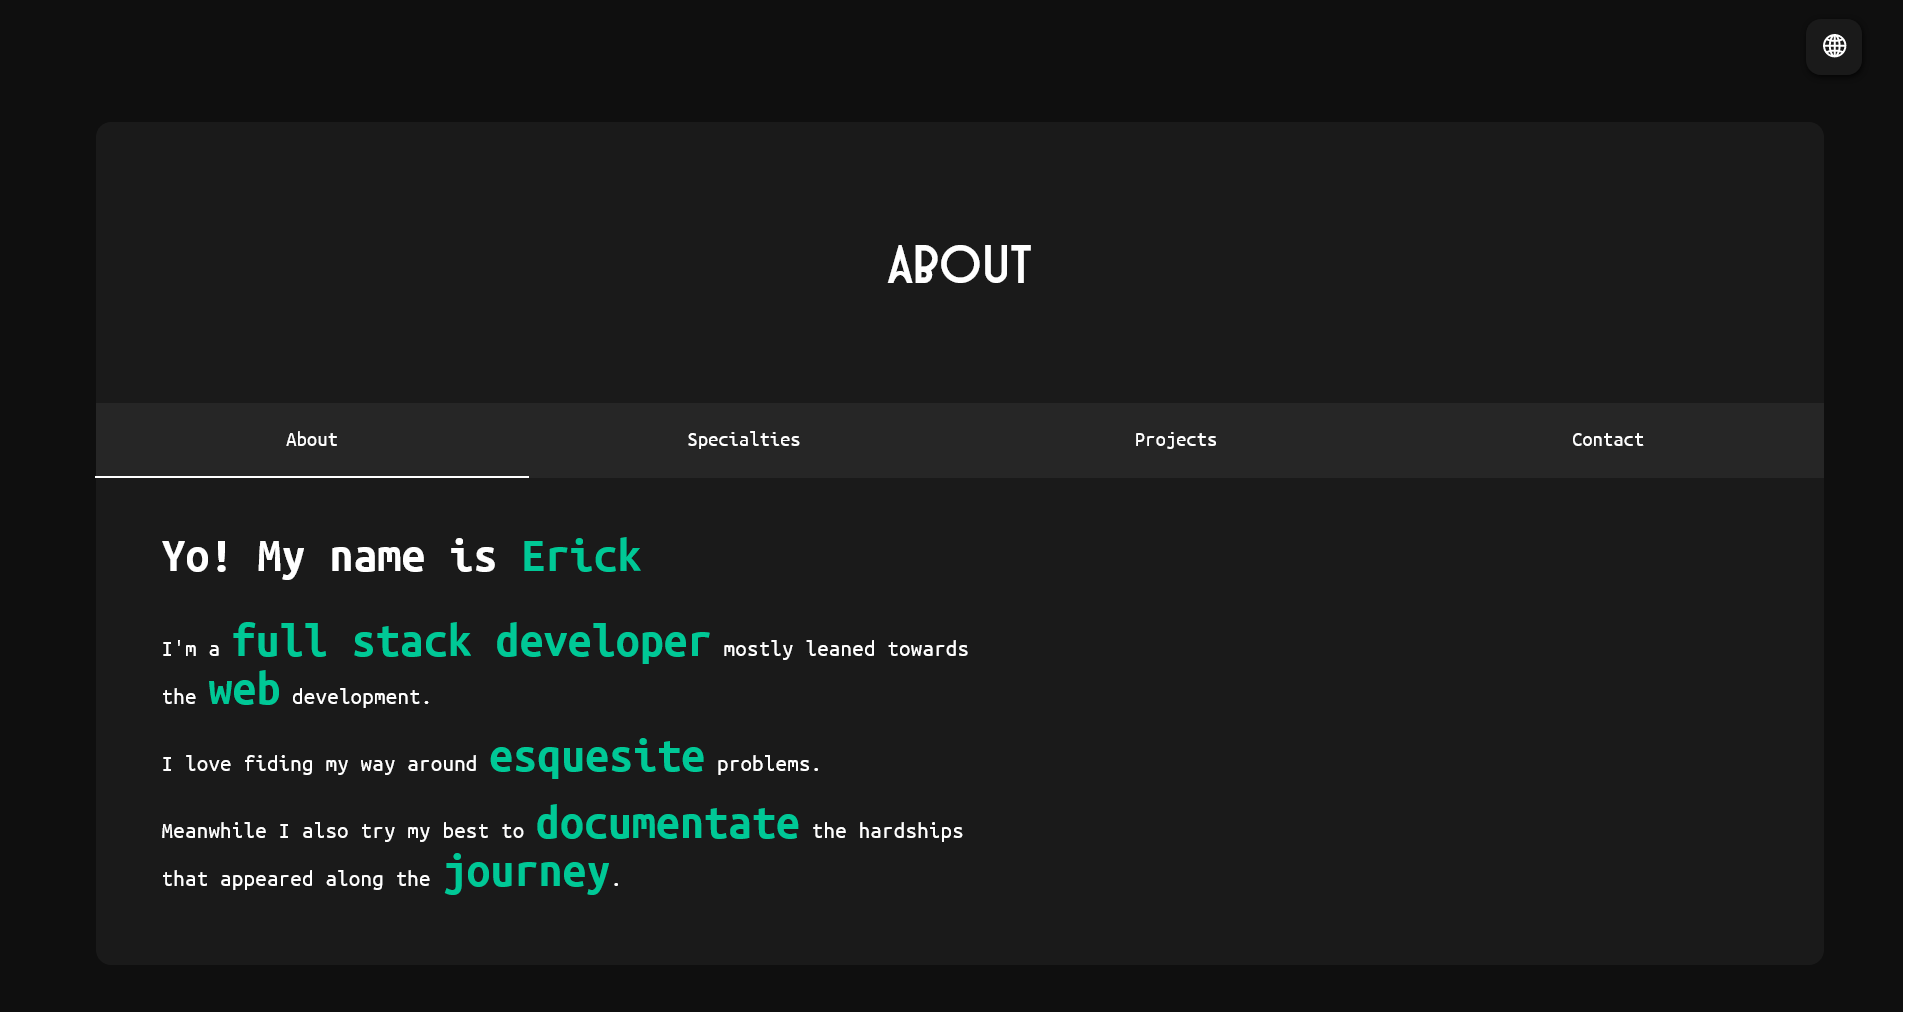 ABOUT
About Specialties Projects Contact
Yo! My name is Erick
I'm a full stack developer mostly leaned towards
the web development.
I love fiding my way around esquesite problems.
Meanwhile I also try my best to documentate the hardships
that appeared along the journey.